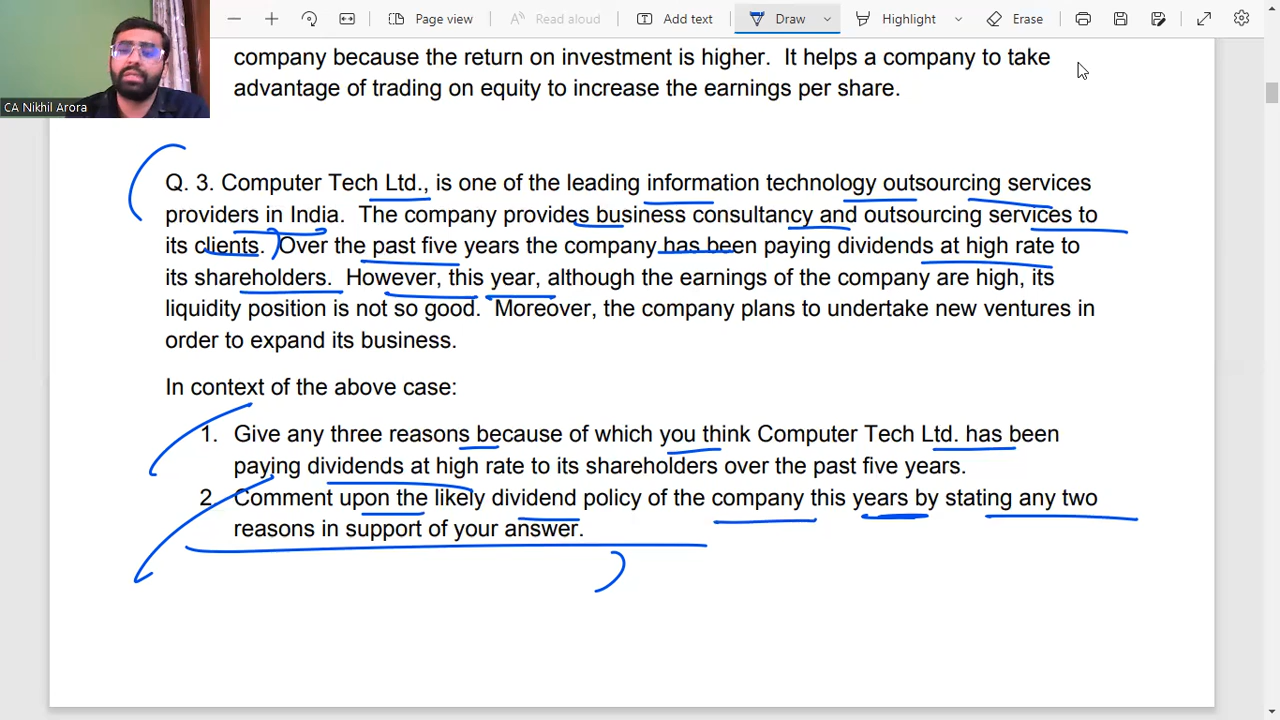 Page view
Read aloud
Add text
Draw
Highlight
Erase
CA Nikhil Arora
company because the return on investment is higher. It helps a company to take
advantage of trading on equity to increase the earnings per share.
Q. 3. Computer Tech Ltd., is one of the leading information technology outsourcing services
providers in India. The company provides business consultancy and outsourcing services to
its clients. Over the past five years the company has been paying dividends at high rate to
its shareholders. However, this year, although the earnings of the company are high, its
liquidity position is not so good. Moreover, the company plans to undertake new ventures in
order to expand its business.
In context of the above case:
1. Give any three reasons because of which you think Computer Tech Ltd. has been
paying dividends at high rate to its shareholders over the past five years.
2. Comment upon the likely dividend policy of the company this years by stating any two
reasons in support of your answer.